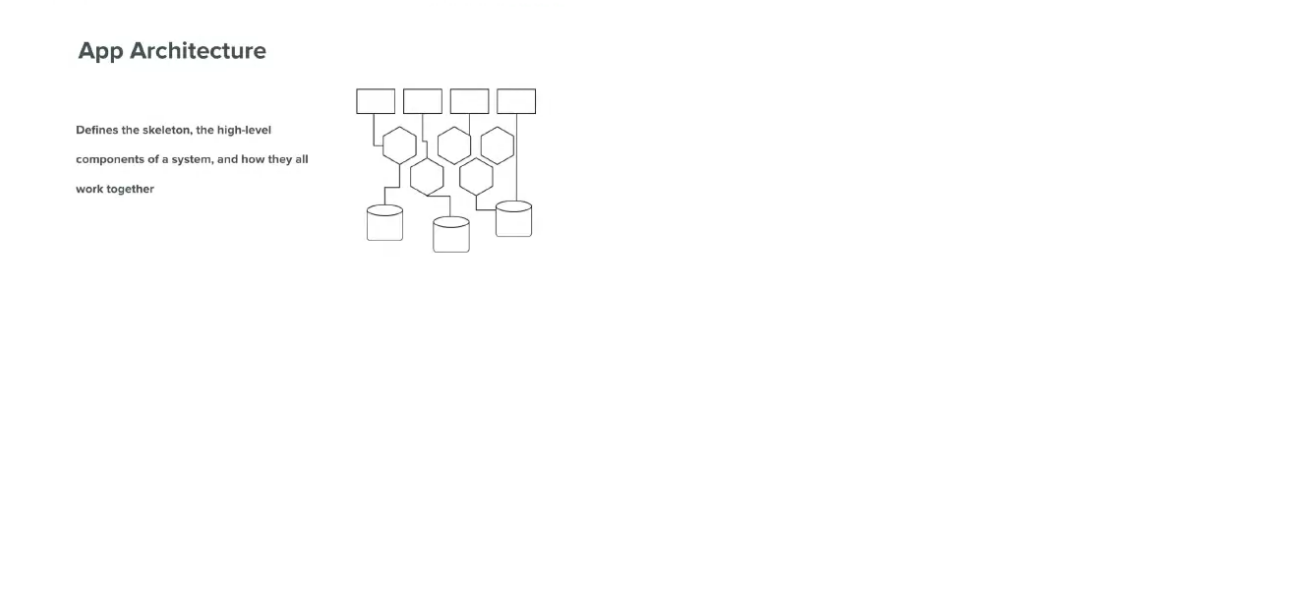 App Architecture
Defines the skeleton, the high-level
components of a system, and how they all
work together